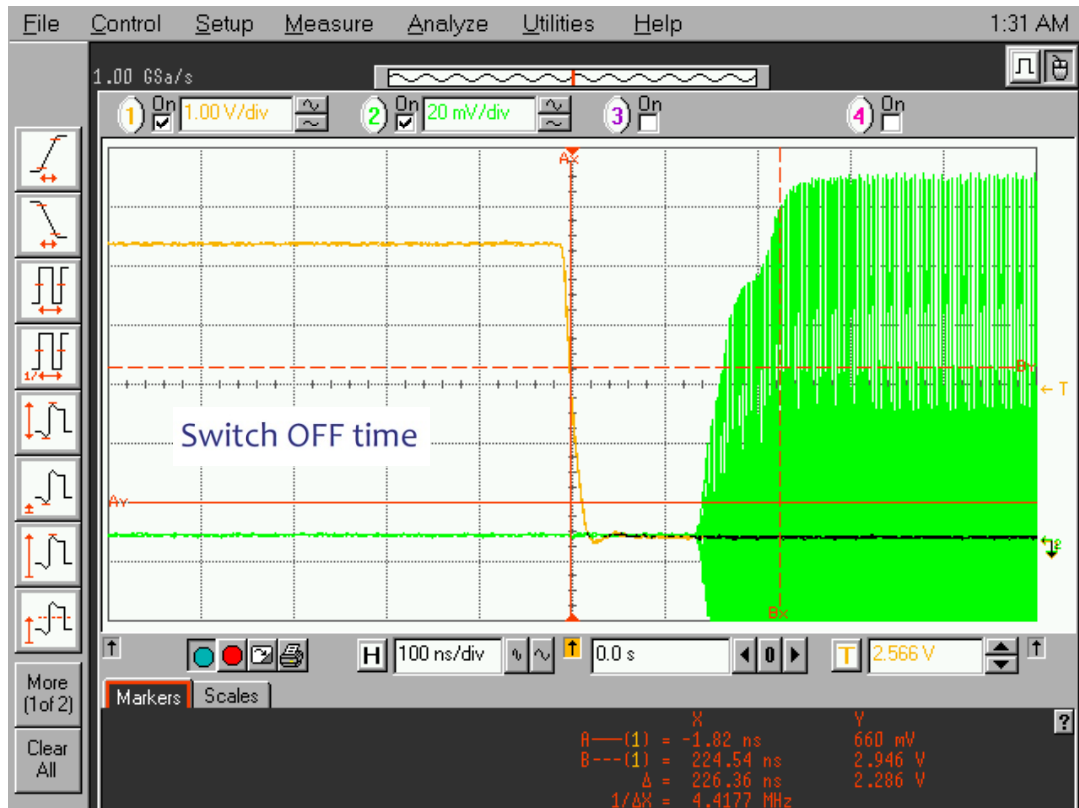 File Control Setup Measure Analyze Utilities Help 1:31 AM
1.00 GSa/s
1 On 1.00 V/div 2 On 20 mV/div 3 On 4 On
Ax
Switch OFF time
By
T
Ay
Bx
H 100 ns/div 0.0 s 0 T 2.566 V
More
(1of 2)
Clear
All
Markers Scales
X Y ?
A—(1) = -1.82 ns 660 mV
B---(1) = 224.54 ns 2.946 V
Δ = 226.36 ns 2.286 V
1/ΔX = 4.4177 MHz